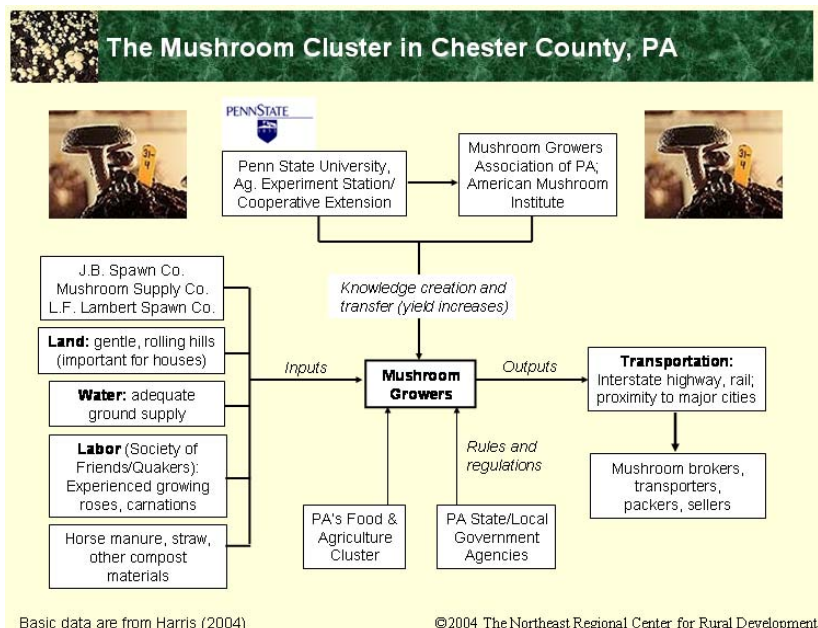 The Mushroom Cluster in Chester County, PA
PENNSTATE
1855
Penn State University,
Ag. Experiment Station/
Cooperative Extension
Mushroom Growers
Association of PA;
American Mushroom
Institute
31-
4
31-
4
J.B. Spawn Co.
Mushroom Supply Co.
L.F. Lambert Spawn Co.
Knowledge creation and
transfer (yield increases)
Land: gentle, rolling hills
(important for houses)
Inputs
Mushroom
Growers
Outputs
Transportation:
Interstate highway, rail;
proximity to major cities
Water: adequate
ground supply
Labor (Society of
Friends/Quakers):
Experienced growing
roses, carnations
Rules and
regulations
Mushroom brokers,
transporters,
packers, sellers
Horse manure, straw,
other compost
materials
PA's Food &
Agriculture
Cluster
PA State/Local
Government
Agencies
Basic data are from Harris (2004)
©2004 The Northeast Regional Center for Rural Development